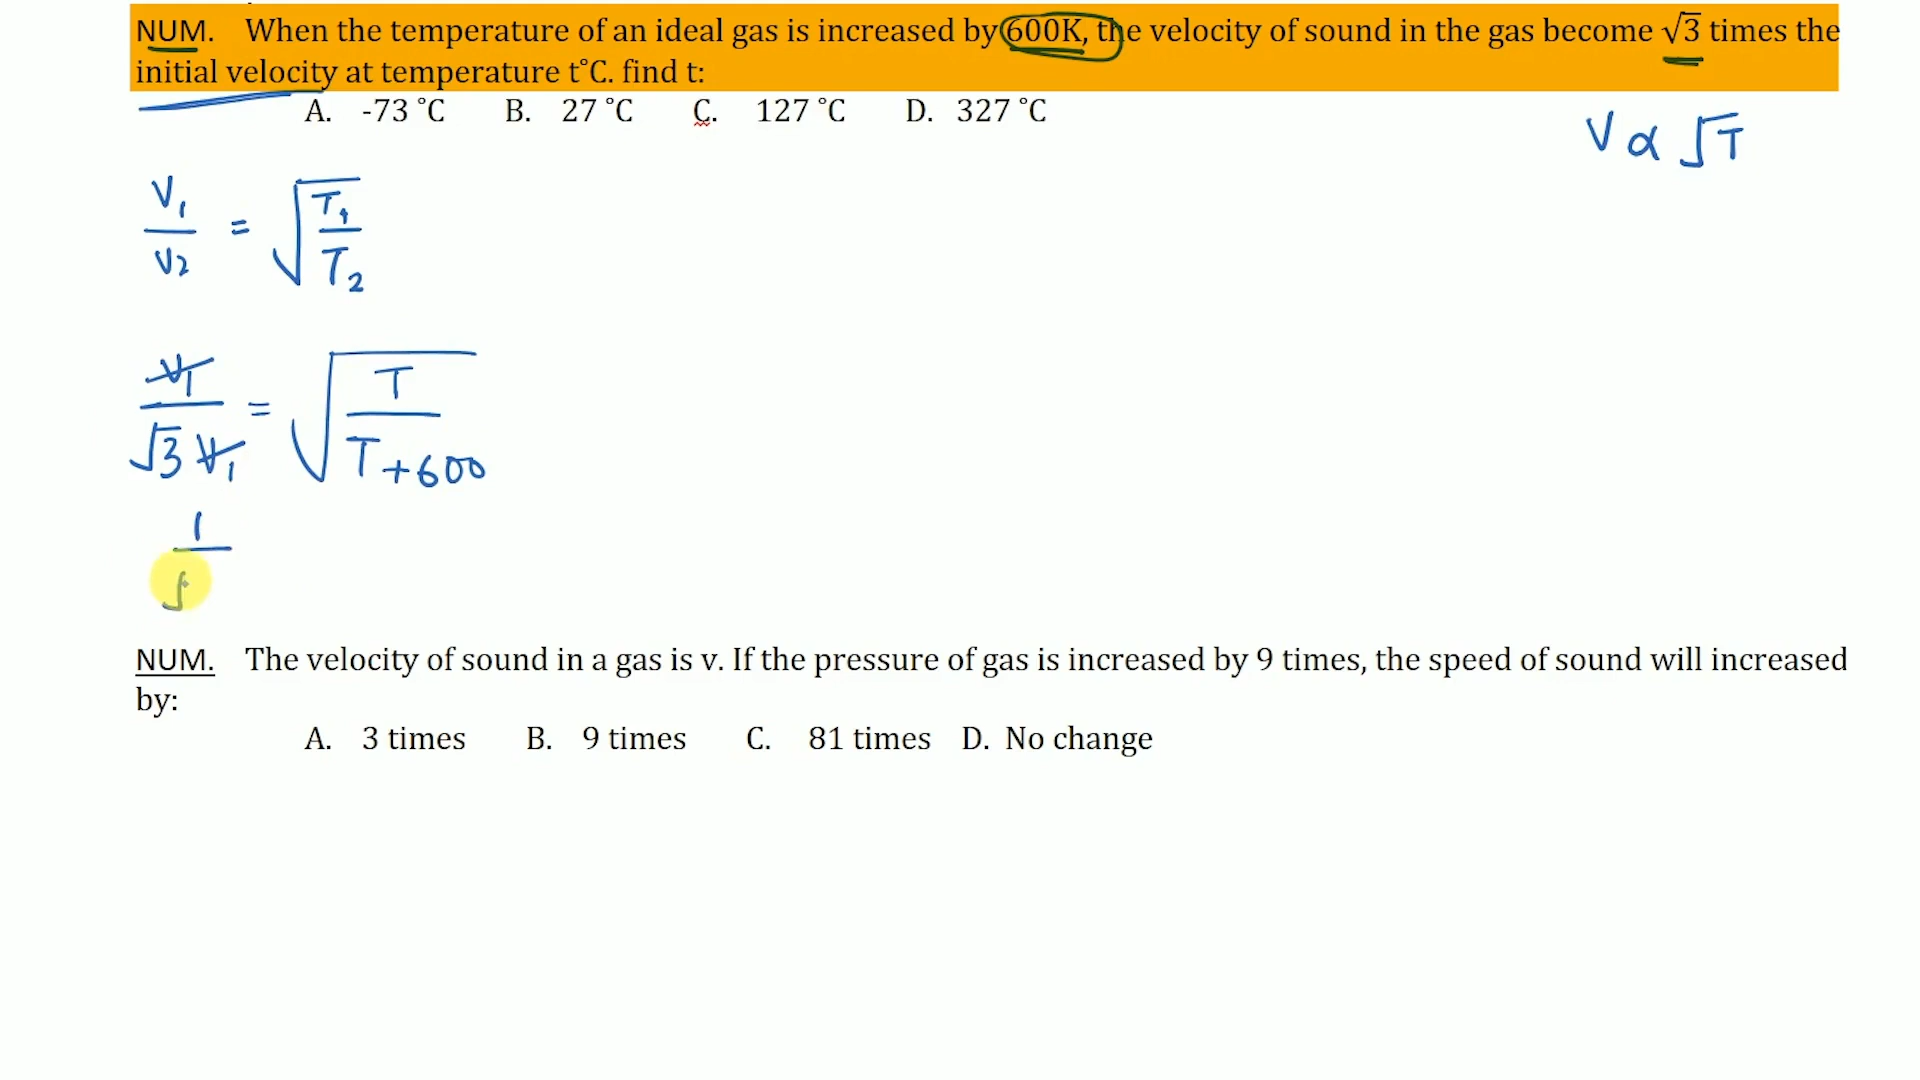 NUM. When the temperature of an ideal gas is increased by 600K, the velocity of sound in the gas become √3 times the
initial velocity at temperature t°C. find t:
A. -73 °C B. 27 °C C. 127 °C D. 327 °C
V ∝ √T
V₁/V₂ = √(T₁/T₂)
V₁/(√3 V₁) = √(T/(T+600))
1/√
NUM. The velocity of sound in a gas is v. If the pressure of gas is increased by 9 times, the speed of sound will increased
by:
A. 3 times B. 9 times C. 81 times D. No change